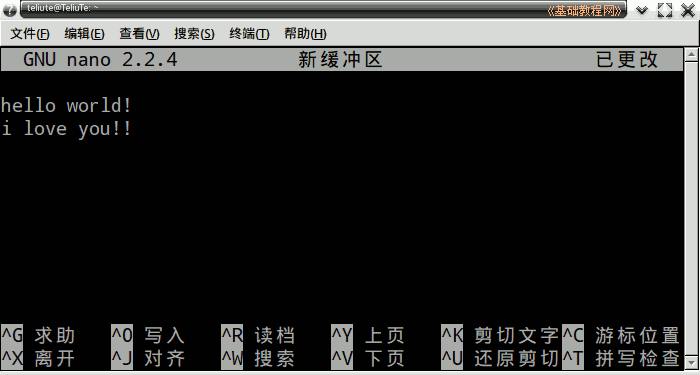 teliute@TeliuTe: ~ 《基础教程网》
文件(F) 编辑(E) 查看(V) 搜索(S) 终端(T) 帮助(H)
GNU nano 2.2.4 新缓冲区 已更改
hello world!
i love you!!
^G 求助 ^O 写入 ^R 读档 ^Y 上页 ^K 剪切文字 ^C 游标位置
^X 离开 ^J 对齐 ^W 搜索 ^V 下页 ^U 还原剪切 ^T 拼写检查